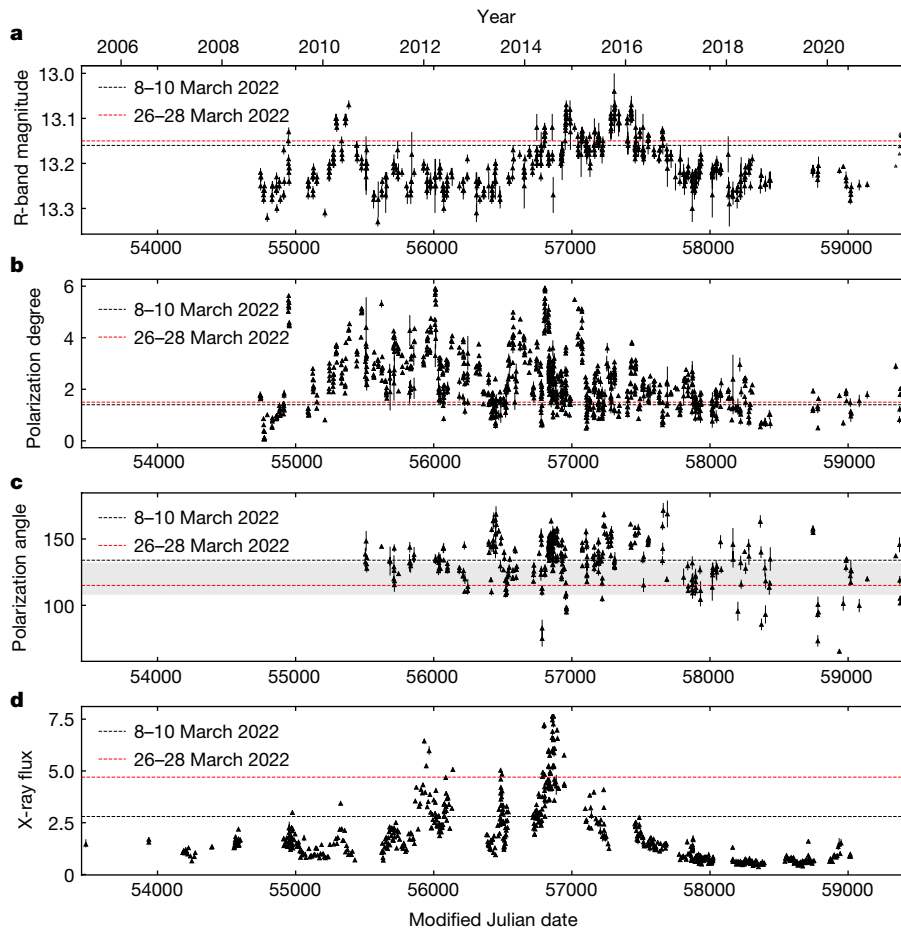 Year
2006 2008 2010 2012 2014 2016 2018 2020
a
R-band magnitude
13.0
13.1
13.2
13.3
8–10 March 2022
26–28 March 2022
54000 55000 56000 57000 58000 59000
b
Polarization degree
6
4
2
0
8–10 March 2022
26–28 March 2022
54000 55000 56000 57000 58000 59000
c
Polarization angle
150
100
8–10 March 2022
26–28 March 2022
54000 55000 56000 57000 58000 59000
d
X-ray flux
7.5
5.0
2.5
0
8–10 March 2022
26–28 March 2022
54000 55000 56000 57000 58000 59000
Modified Julian date